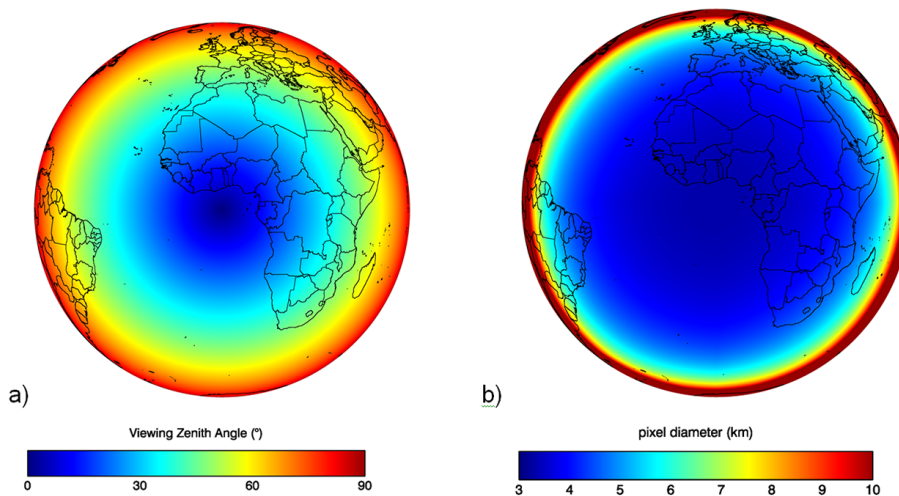 a)
b)
Viewing Zenith Angle (°)
0 30 60 90
pixel diameter (km)
3 4 5 6 7 8 9 10